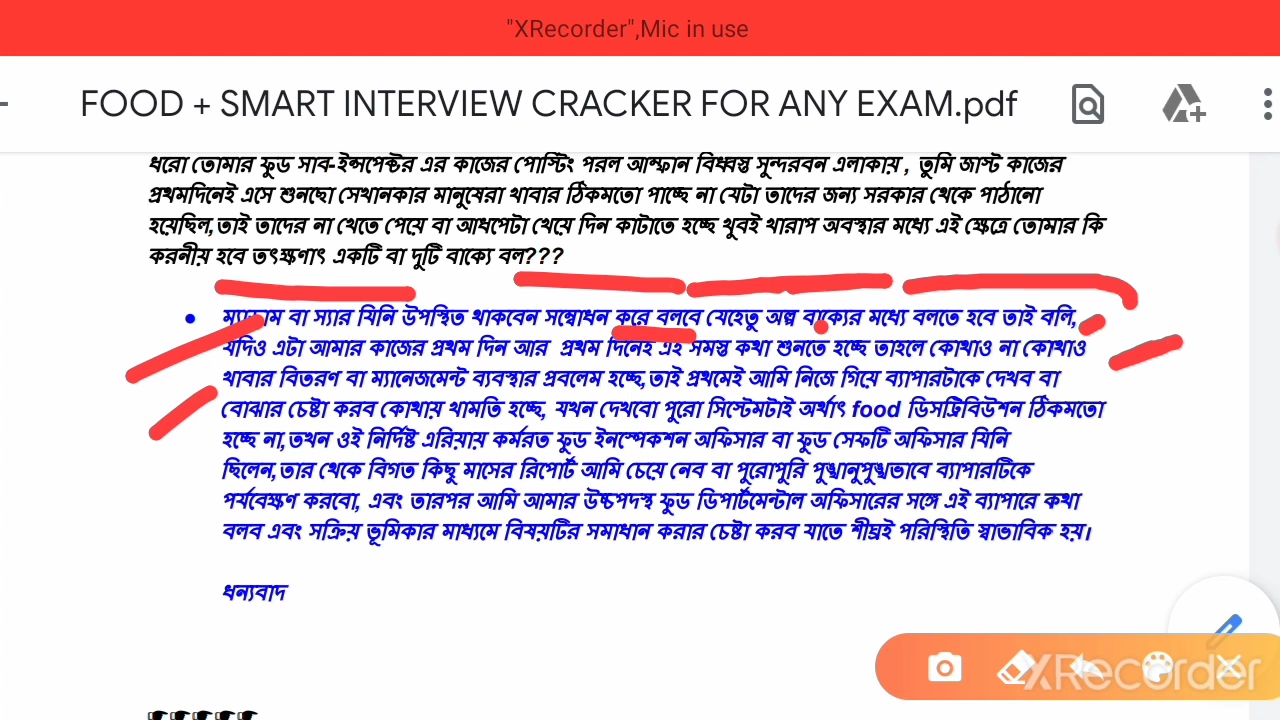 "XRecorder",Mic in use
FOOD + SMART INTERVIEW CRACKER FOR ANY EXAM.pdf
ধরো তোমার ফুড সাব-ইন্সপেক্টর এর কাজের পোস্টিং পরল আম্ফান বিধ্বস্ত সুন্দরবন এলাকায় , তুমি জাস্ট কাজের
প্রথমদিনেই এসে শুনছো সেখানকার মানুষেরা খাবার ঠিকমতো পাচ্ছে না যেটা তাদের জন্য সরকার থেকে পাঠানো
হয়েছিল,তাই তাদের না খেতে পেয়ে বা আধপেটা খেয়ে দিন কাটাতে হচ্ছে খুবই খারাপ অবস্থার মধ্যে এই ক্ষেত্রে তোমার কি
করনীয় হবে তৎক্ষণাৎ একটি বা দুটি বাক্যে বল???
• ম্যাডাম বা স্যার যিনি উপস্থিত থাকবেন সম্বোধন করে বলবে যেহেতু অল্প বাক্যের মধ্যে বলতে হবে তাই বলি,
যদিও এটা আমার কাজের প্রথম দিন আর প্রথম দিনেই এই সমস্ত কথা শুনতে হচ্ছে তাহলে কোথাও না কোথাও
খাবার বিতরণ বা ম্যানেজমেন্ট ব্যবস্থার প্রবলেম হচ্ছে,তাই প্রথমেই আমি নিজে গিয়ে ব্যাপারটাকে দেখব বা
বোঝার চেষ্টা করব কোথায় খামতি হচ্ছে, যখন দেখবো পুরো সিস্টেমটাই অর্থাৎ food ডিসট্রিবিউশন ঠিকমতো
হচ্ছে না,তখন ওই নির্দিষ্ট এরিয়ায় কর্মরত ফুড ইনস্পেকশন অফিসার বা ফুড সেফটি অফিসার যিনি
ছিলেন,তার থেকে বিগত কিছু মাসের রিপোর্ট আমি চেয়ে নেব বা পুরোপুরি পুঙ্খানুপুঙ্খভাবে ব্যাপারটিকে
পর্যবেক্ষণ করবো, এবং তারপর আমি আমার উচ্চপদস্থ ফুড ডিপার্টমেন্টাল অফিসারের সঙ্গে এই ব্যাপারে কথা
বলব এবং সক্রিয় ভূমিকার মাধ্যমে বিষয়টির সমাধান করার চেষ্টা করব যাতে শীঘ্রই পরিস্থিতি স্বাভাবিক হয়।
ধন্যবাদ
XRecorder